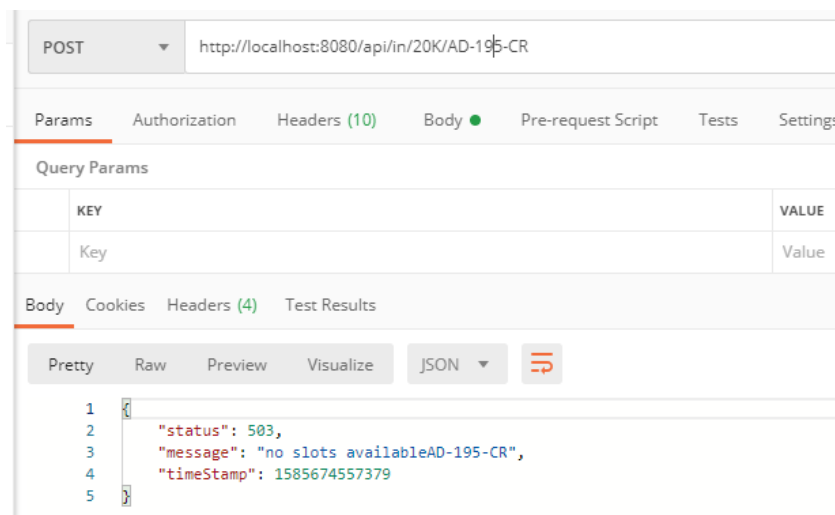 POST http://localhost:8080/api/in/20K/AD-195-CR
Params Authorization Headers (10) Body Pre-request Script Tests Settings
Query Params
KEY VALUE
Key Value
Body Cookies Headers (4) Test Results
Pretty Raw Preview Visualize JSON
1 {
2 "status": 503,
3 "message": "no slots availableAD-195-CR",
4 "timeStamp": 1585674557379
5 }